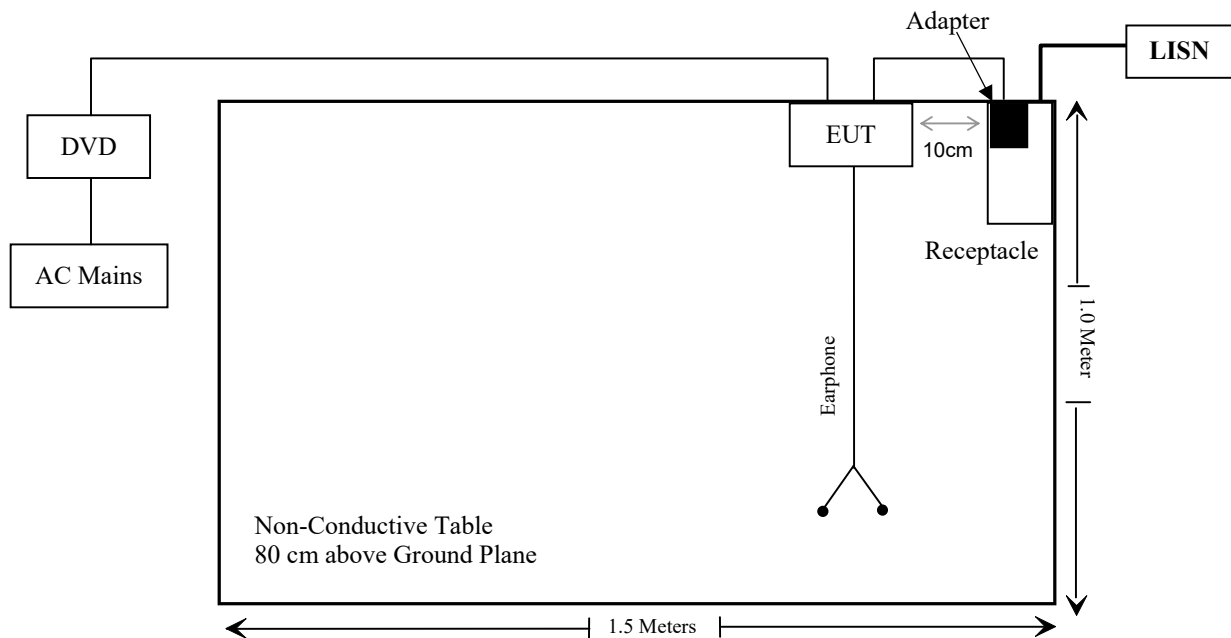 Adapter
LISN
DVD
EUT
10cm
AC Mains
Receptacle
1.0 Meter
Earphone
Non-Conductive Table
80 cm above Ground Plane
1.5 Meters